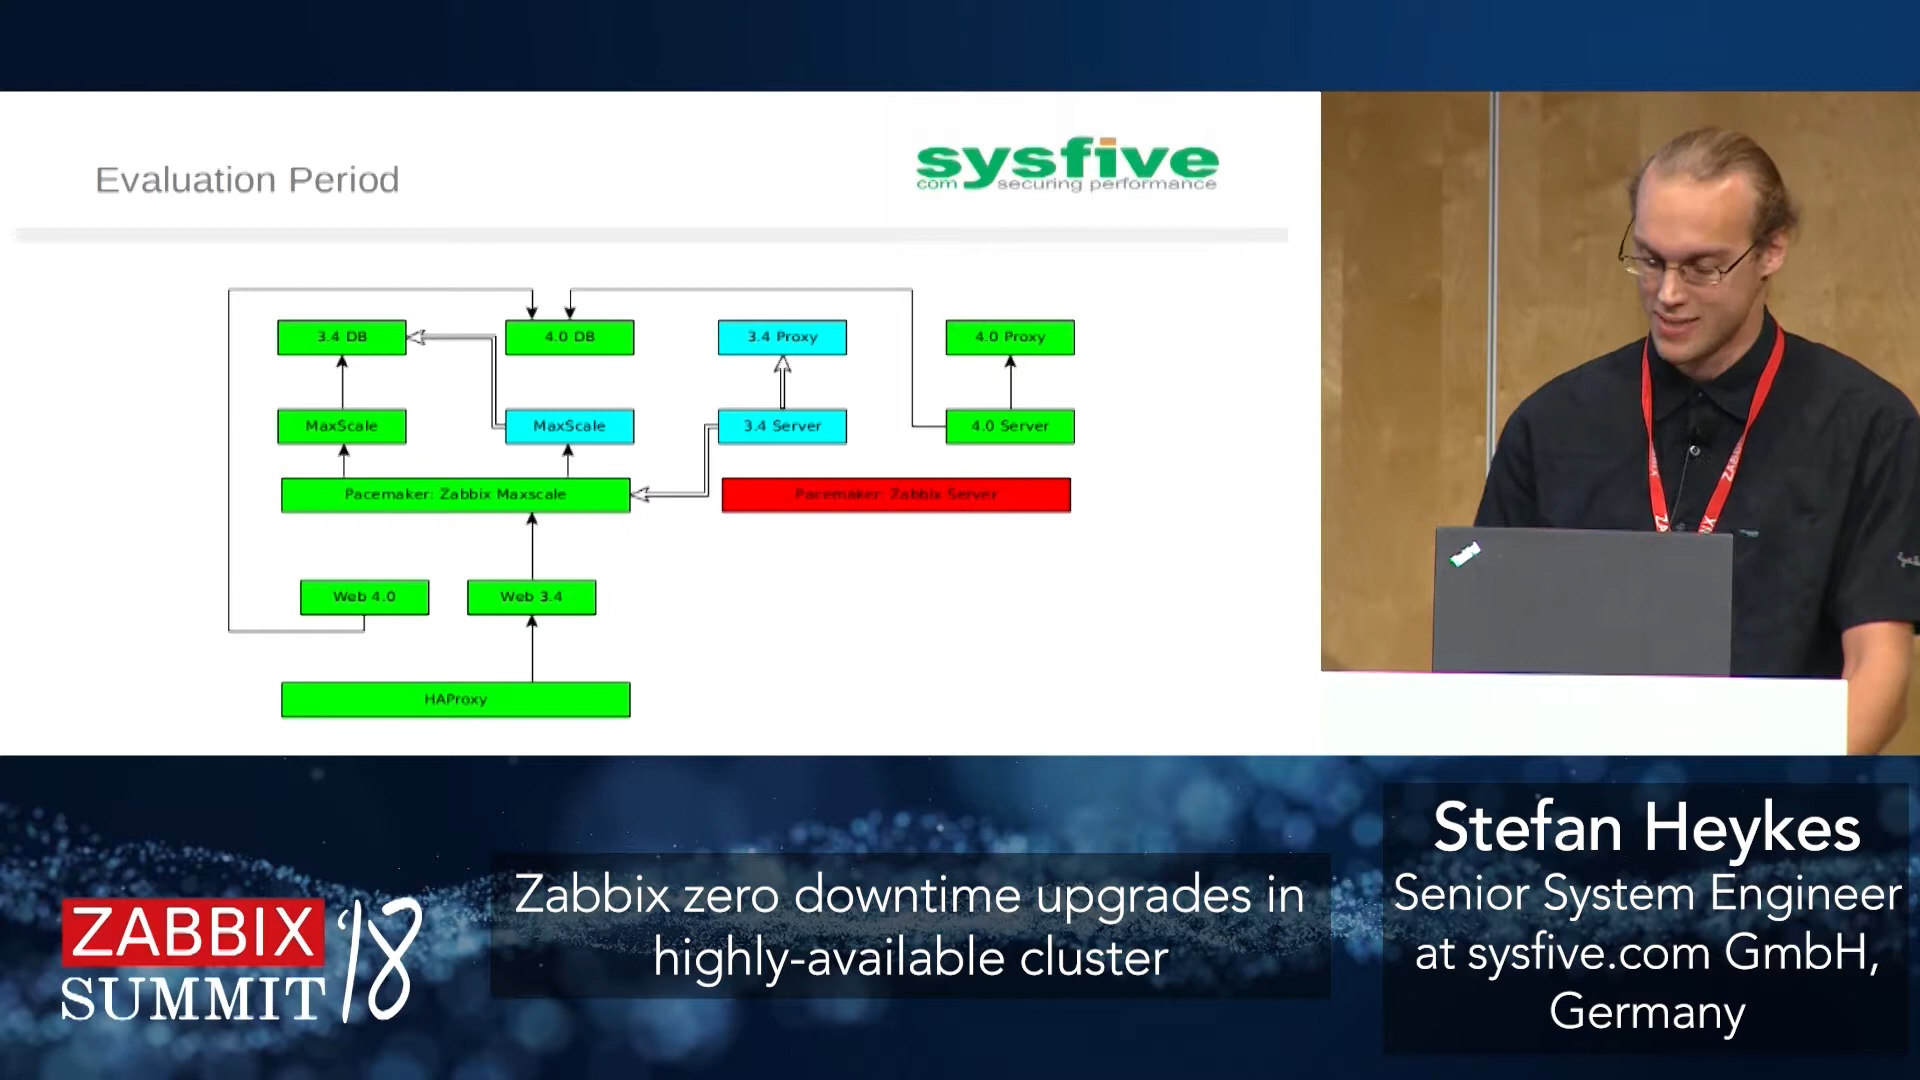 Evaluation Period
sysfive
com securing performance
3.4 DB
4.0 DB
3.4 Proxy
4.0 Proxy
MaxScale
MaxScale
3.4 Server
4.0 Server
Pacemaker: Zabbix Maxscale
Pacemaker: Zabbix Server
Web 4.0
Web 3.4
HAProxy
ZABBIX '18
SUMMIT
Zabbix zero downtime upgrades in
highly-available cluster
Stefan Heykes
Senior System Engineer
at sysfive.com GmbH,
Germany